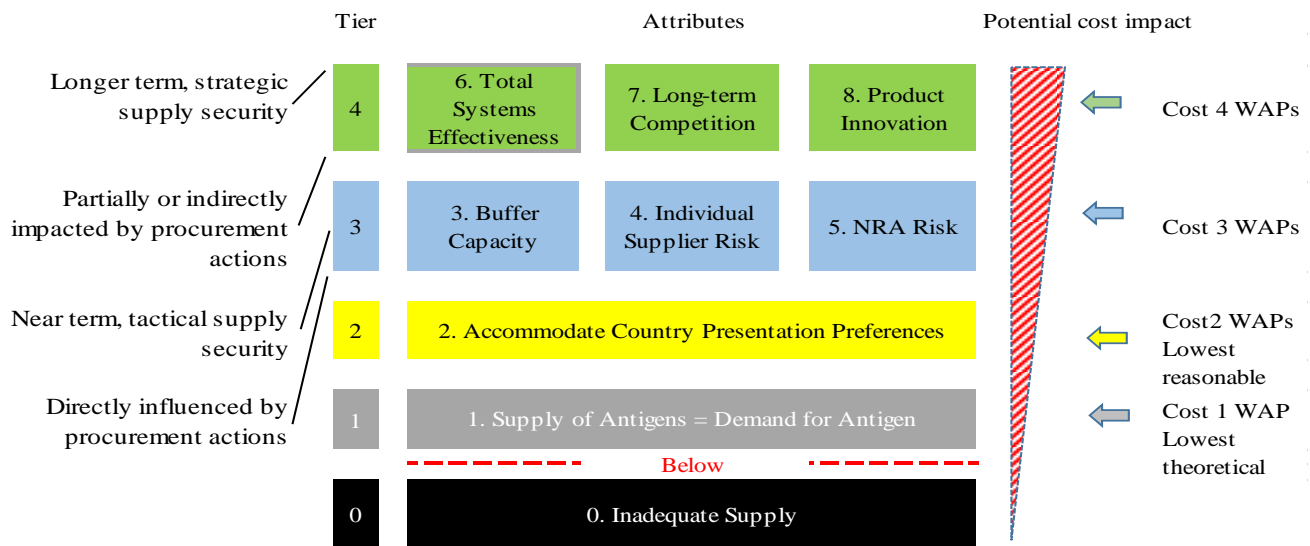 Tier
Attributes
Potential cost impact
Longer term, strategic
supply security
4
6. Total
Systems
Effectiveness
7. Long-term
Competition
8. Product
Innovation
Cost 4 WAPs
Partially or indirectly
impacted by procurement
actions
3
3. Buffer
Capacity
4. Individual
Supplier Risk
5. NRA Risk
Cost 3 WAPs
Near term, tactical supply
security
2
2. Accommodate Country Presentation Preferences
Cost2 WAPs
Lowest
reasonable
Directly influenced by
procurement actions
1
1. Supply of Antigens = Demand for Antigen
Cost 1 WAP
Lowest
theoretical
Below
0
0. Inadequate Supply